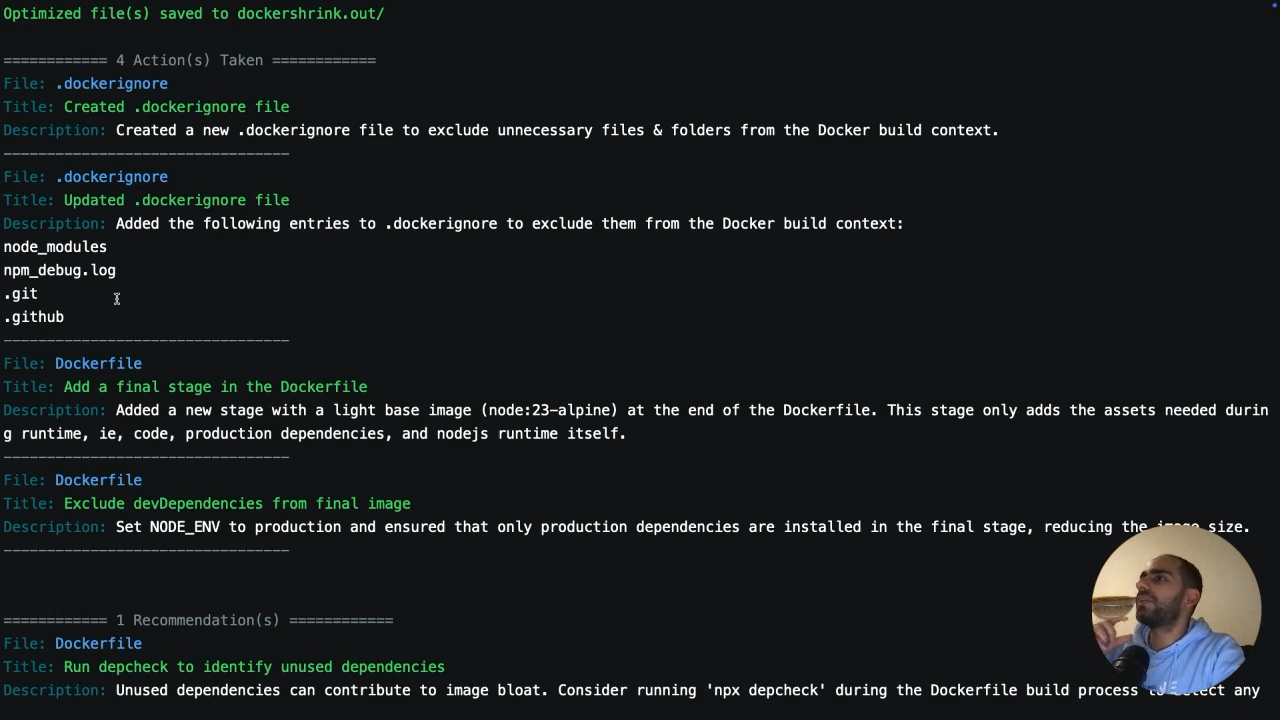 Optimized file(s) saved to dockershrink.out/
============ 4 Action(s) Taken ============
File: .dockerignore
Title: Created .dockerignore file
Description: Created a new .dockerignore file to exclude unnecessary files & folders from the Docker build context.
---------------------------------
File: .dockerignore
Title: Updated .dockerignore file
Description: Added the following entries to .dockerignore to exclude them from the Docker build context:
node_modules
npm_debug.log
.git
.github
---------------------------------
File: Dockerfile
Title: Add a final stage in the Dockerfile
Description: Added a new stage with a light base image (node:23-alpine) at the end of the Dockerfile. This stage only adds the assets needed durin
g runtime, ie, code, production dependencies, and nodejs runtime itself.
---------------------------------
File: Dockerfile
Title: Exclude devDependencies from final image
Description: Set NODE_ENV to production and ensured that only production dependencies are installed in the final stage, reducing the image size.
---------------------------------
============ 1 Recommendation(s) ============
File: Dockerfile
Title: Run depcheck to identify unused dependencies
Description: Unused dependencies can contribute to image bloat. Consider running 'npx depcheck' during the Dockerfile build process to detect any